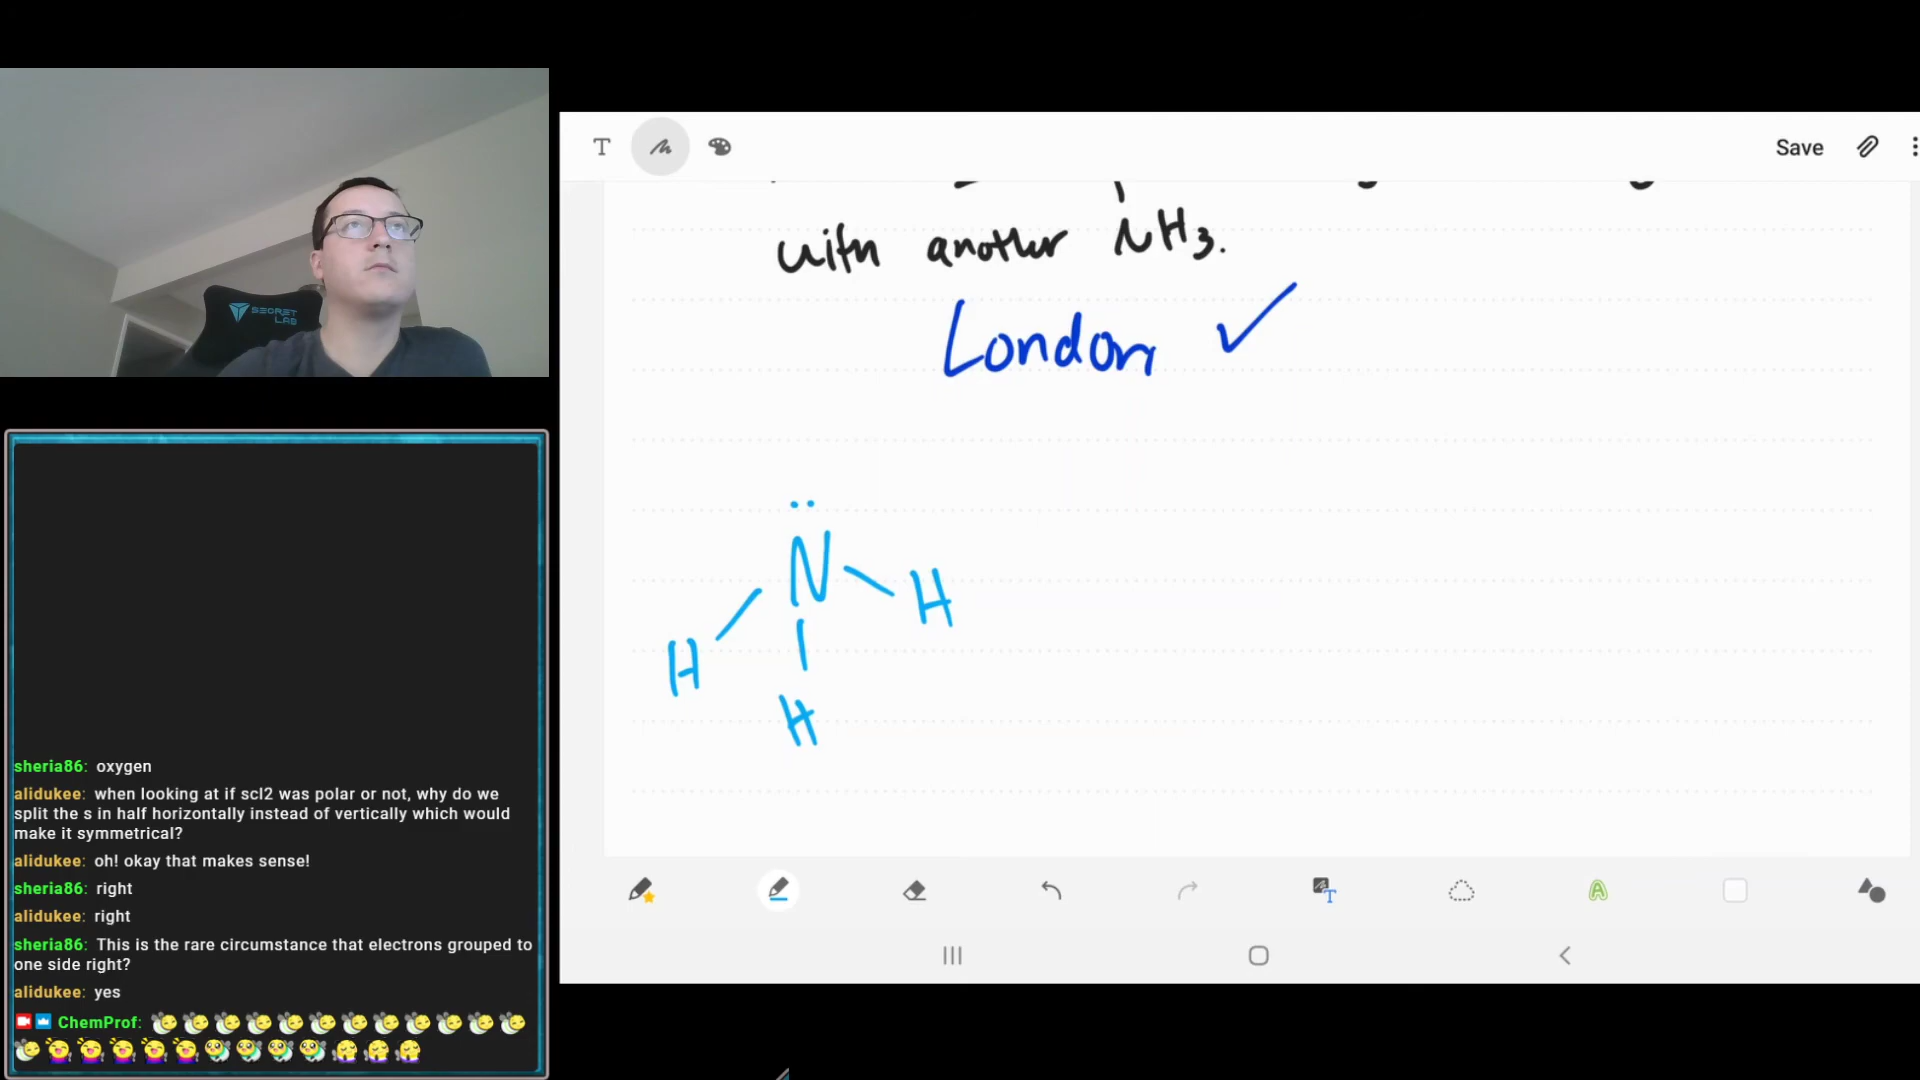 T
Save
with another NH3.
London ✓
SECRET
LAB
N
H
H
H
sheria86: oxygen
alidukee: when looking at if scl2 was polar or not, why do we
split the s in half horizontally instead of vertically which would
make it symmetrical?
alidukee: oh! okay that makes sense!
sheria86: right
alidukee: right
sheria86: This is the rare circumstance that electrons grouped to
one side right?
alidukee: yes
ChemProf:
T
A